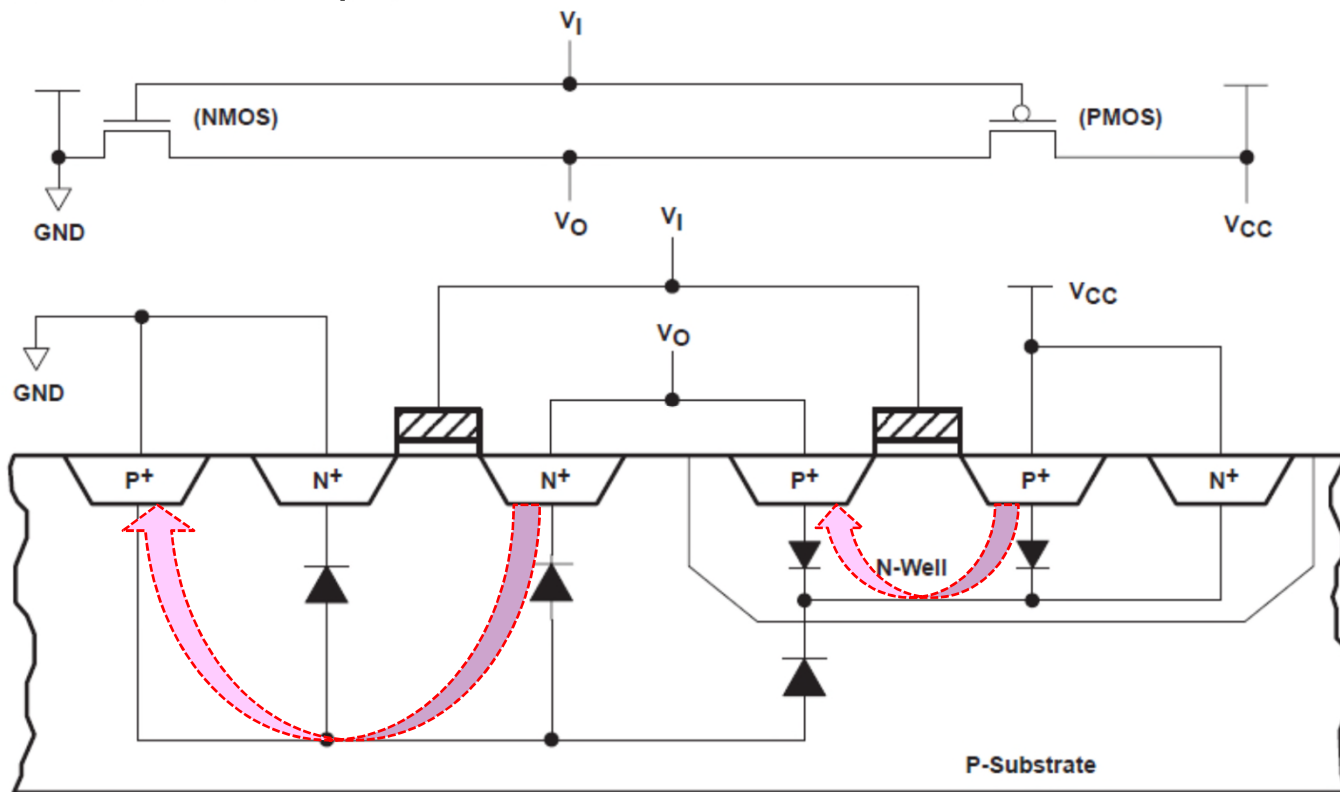 VI
(NMOS)
(PMOS)
GND
VO
VCC
VI
VCC
VO
GND
P+
N+
N+
P+
P+
N+
N-Well
P-Substrate